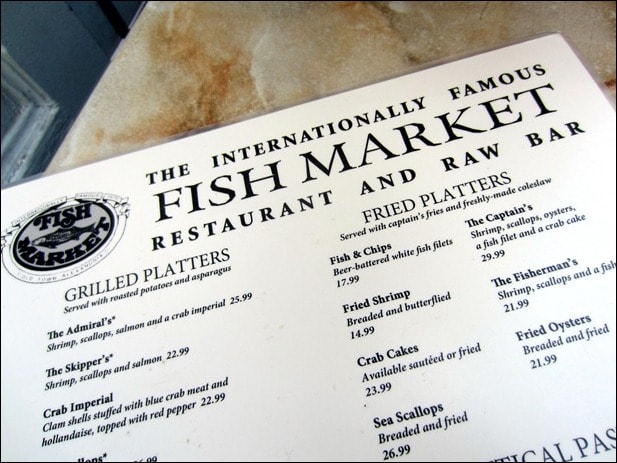 THE INTERNATIONALLY FAMOUS
FISH MARKET
RESTAURANT AND RAW BAR
INTERNATIONALLY FAMOUS
FISH
MARKET
OLD TOWN, ALEXANDRIA
GRILLED PLATTERS
Served with roasted potatoes and asparagus
The Admiral's*
Shrimp, scallops, salmon and a crab imperial 25.99
The Skipper's*
Shrimp, scallops and salmon 22.99
Crab Imperial
Clam shells stuffed with blue crab meat and
hollandaise, topped with red pepper 22.99
FRIED PLATTERS
Served with captain's fries and freshly-made coleslaw
Fish & Chips
Beer-battered white fish filets
17.99
Fried Shrimp
Breaded and butterflied
14.99
Crab Cakes
Available sautéed or fried
23.99
Sea Scallops
Breaded and fried
26.99
The Captain's
Shrimp, scallops, oysters,
a fish filet and a crab cake
29.99
The Fisherman's
Shrimp, scallops and a fish
21.99
Fried Oysters
Breaded and fried
21.99